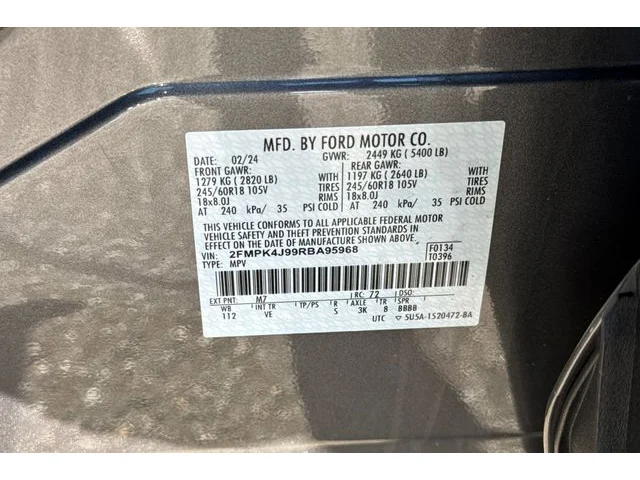 MFD. BY FORD MOTOR CO.
DATE: 02/24 GVWR: 2449 KG ( 5400 LB)
FRONT GAWR: REAR GAWR:
1279 KG ( 2820 LB) 1197 KG ( 2640 LB)
245/60R18 105V TIRES 245/60R18 105V TIRES
18x8.0J RIMS 18x8.0J RIMS
AT 240 kPa/ 35 PSI COLD AT 240 kPa/ 35 PSI COLD
THIS VEHICLE CONFORMS TO ALL APPLICABLE FEDERAL MOTOR
VEHICLE SAFETY AND THEFT PREVENTION STANDARDS IN
EFFECT ON THE DATE OF MANUFACTURE SHOWN ABOVE.
VIN: 2FMPK4J99RBA95968 F0134
TYPE: MPV T0396
EXT PNT: M7 RC: 72 DSO:
WB INT TR TP/PS R AXLE TR SPR
112 VE S 3K 8 BBBB
UTC ▽ 5U5A-1520472-BA